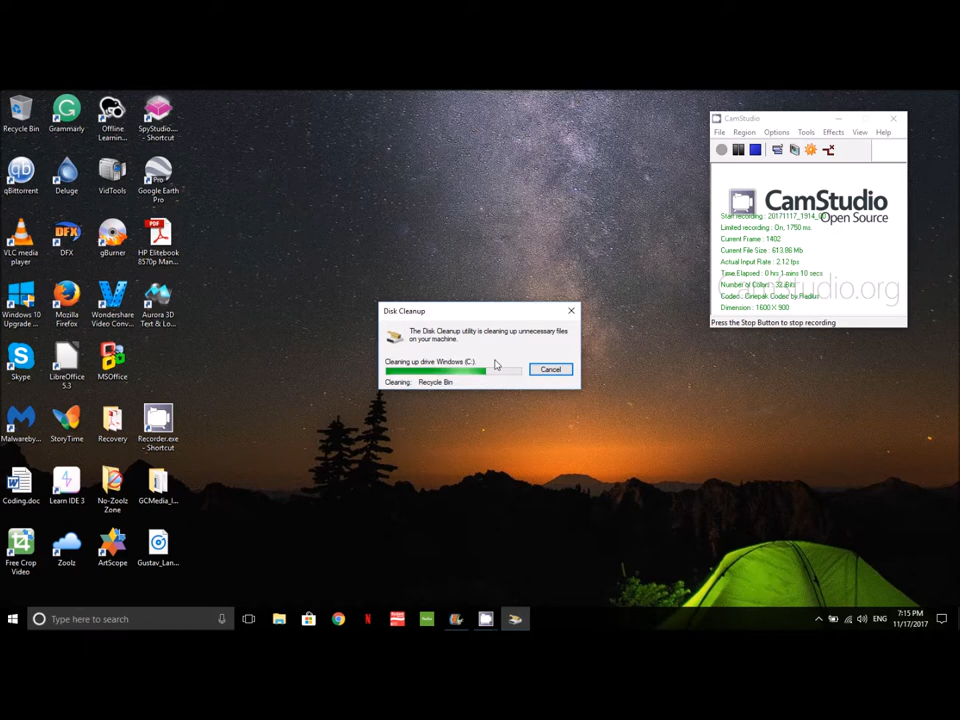 Recycle Bin
Grammarly
Offline
Learnin...
SpyStudio....
- Shortcut
qBittorrent
Deluge
VidTools
Google Earth
Pro
VLC media
player
DFX
gBurner
HP Elitebook
8570p Man...
Windows 10
Upgrade ...
Mozilla
Firefox
Wondershare
Video Conv...
Aurora 3D
Text & Lo...
Skype
LibreOffice
5.3
MSOffice
Malwareby...
StoryTime
Recovery
Recorder.exe
- Shortcut
Coding.doc
Learn IDE 3
No-Zoolz
Zone
GCMedia_I...
Free Crop
Video
Zoolz
ArtScope
Gustav_Lan...
Disk Cleanup
The Disk Cleanup utility is cleaning up unnecessary files
on your machine.
Cleaning up drive Windows (C:).
Cancel
Cleaning: Recycle Bin
CamStudio
File Region Options Tools Effects View Help
CamStudio
Open Source
Start recording : 20171117_1914_
Limited recording : On, 1750 ms.
Current Frame : 1402
Current File Size : 613.86 Mb
Actual Input Rate : 2.12 fps
Time Elapsed : 0 hrs 1 mins 10 secs
Number of Colors : 32 Bits
Codec : Cinepak Codec by Radius
Dimension : 1600 X 900
CamStudio.org
Press the Stop Button to stop recording
Type here to search
ENG
7:15 PM
11/17/2017